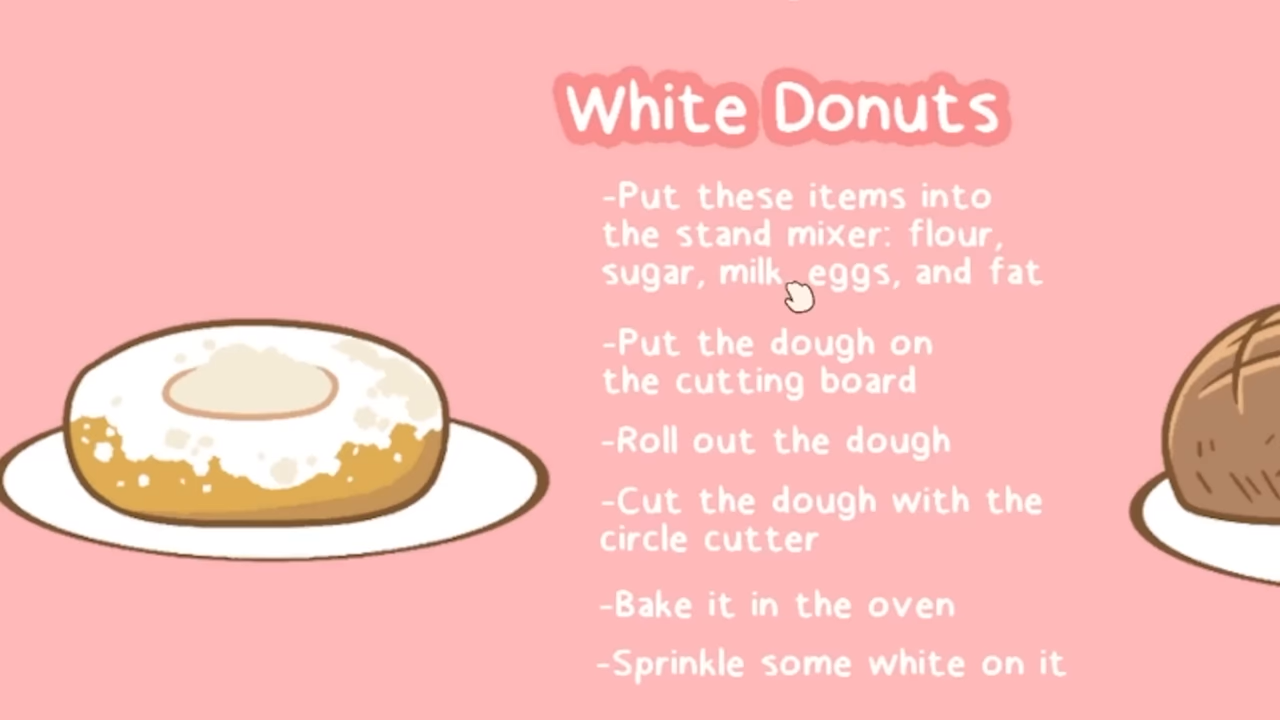 White Donuts
-Put these items into
the stand mixer: flour,
sugar, milk, eggs, and fat
-Put the dough on
the cutting board
-Roll out the dough
-Cut the dough with the
circle cutter
-Bake it in the oven
-Sprinkle some white on it